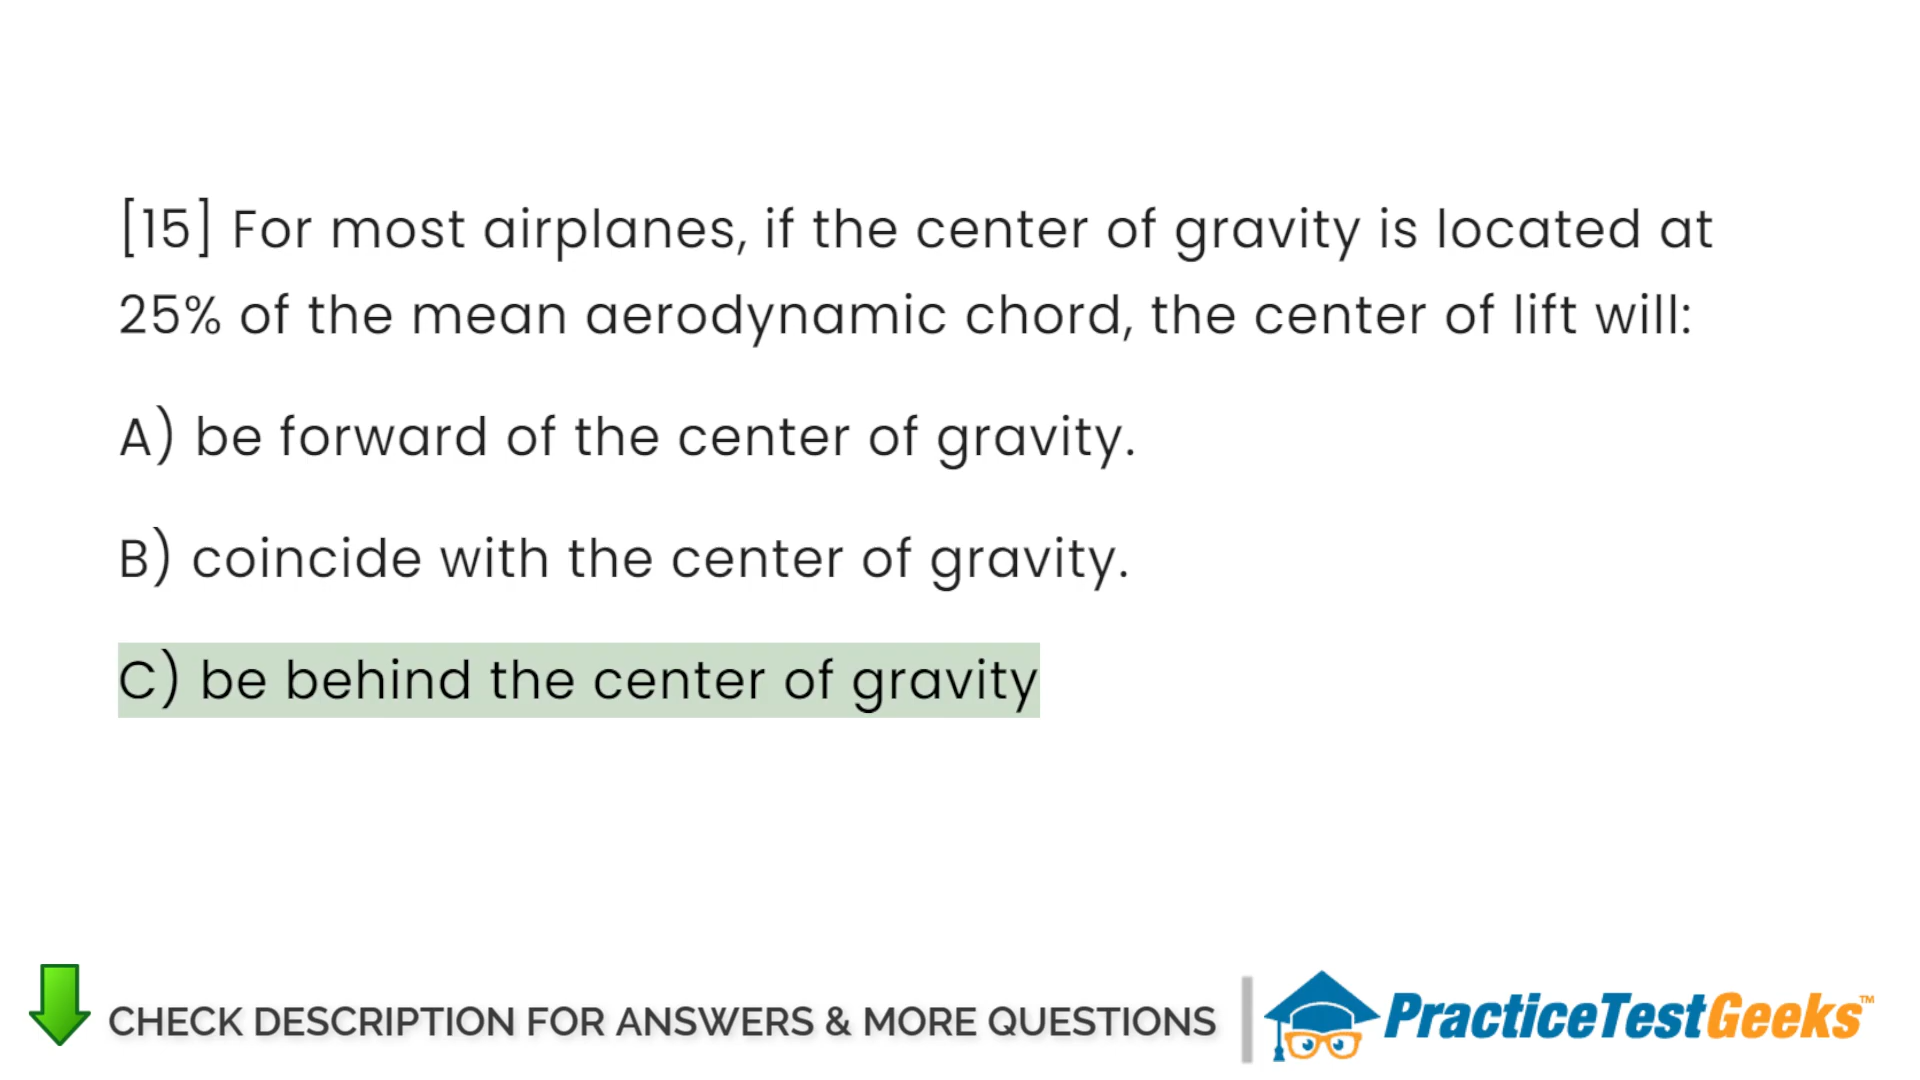 [15] For most airplanes, if the center of gravity is located at
25% of the mean aerodynamic chord, the center of lift will:
A) be forward of the center of gravity.
B) coincide with the center of gravity.
C) be behind the center of gravity
CHECK DESCRIPTION FOR ANSWERS & MORE QUESTIONS
PracticeTestGeeks™